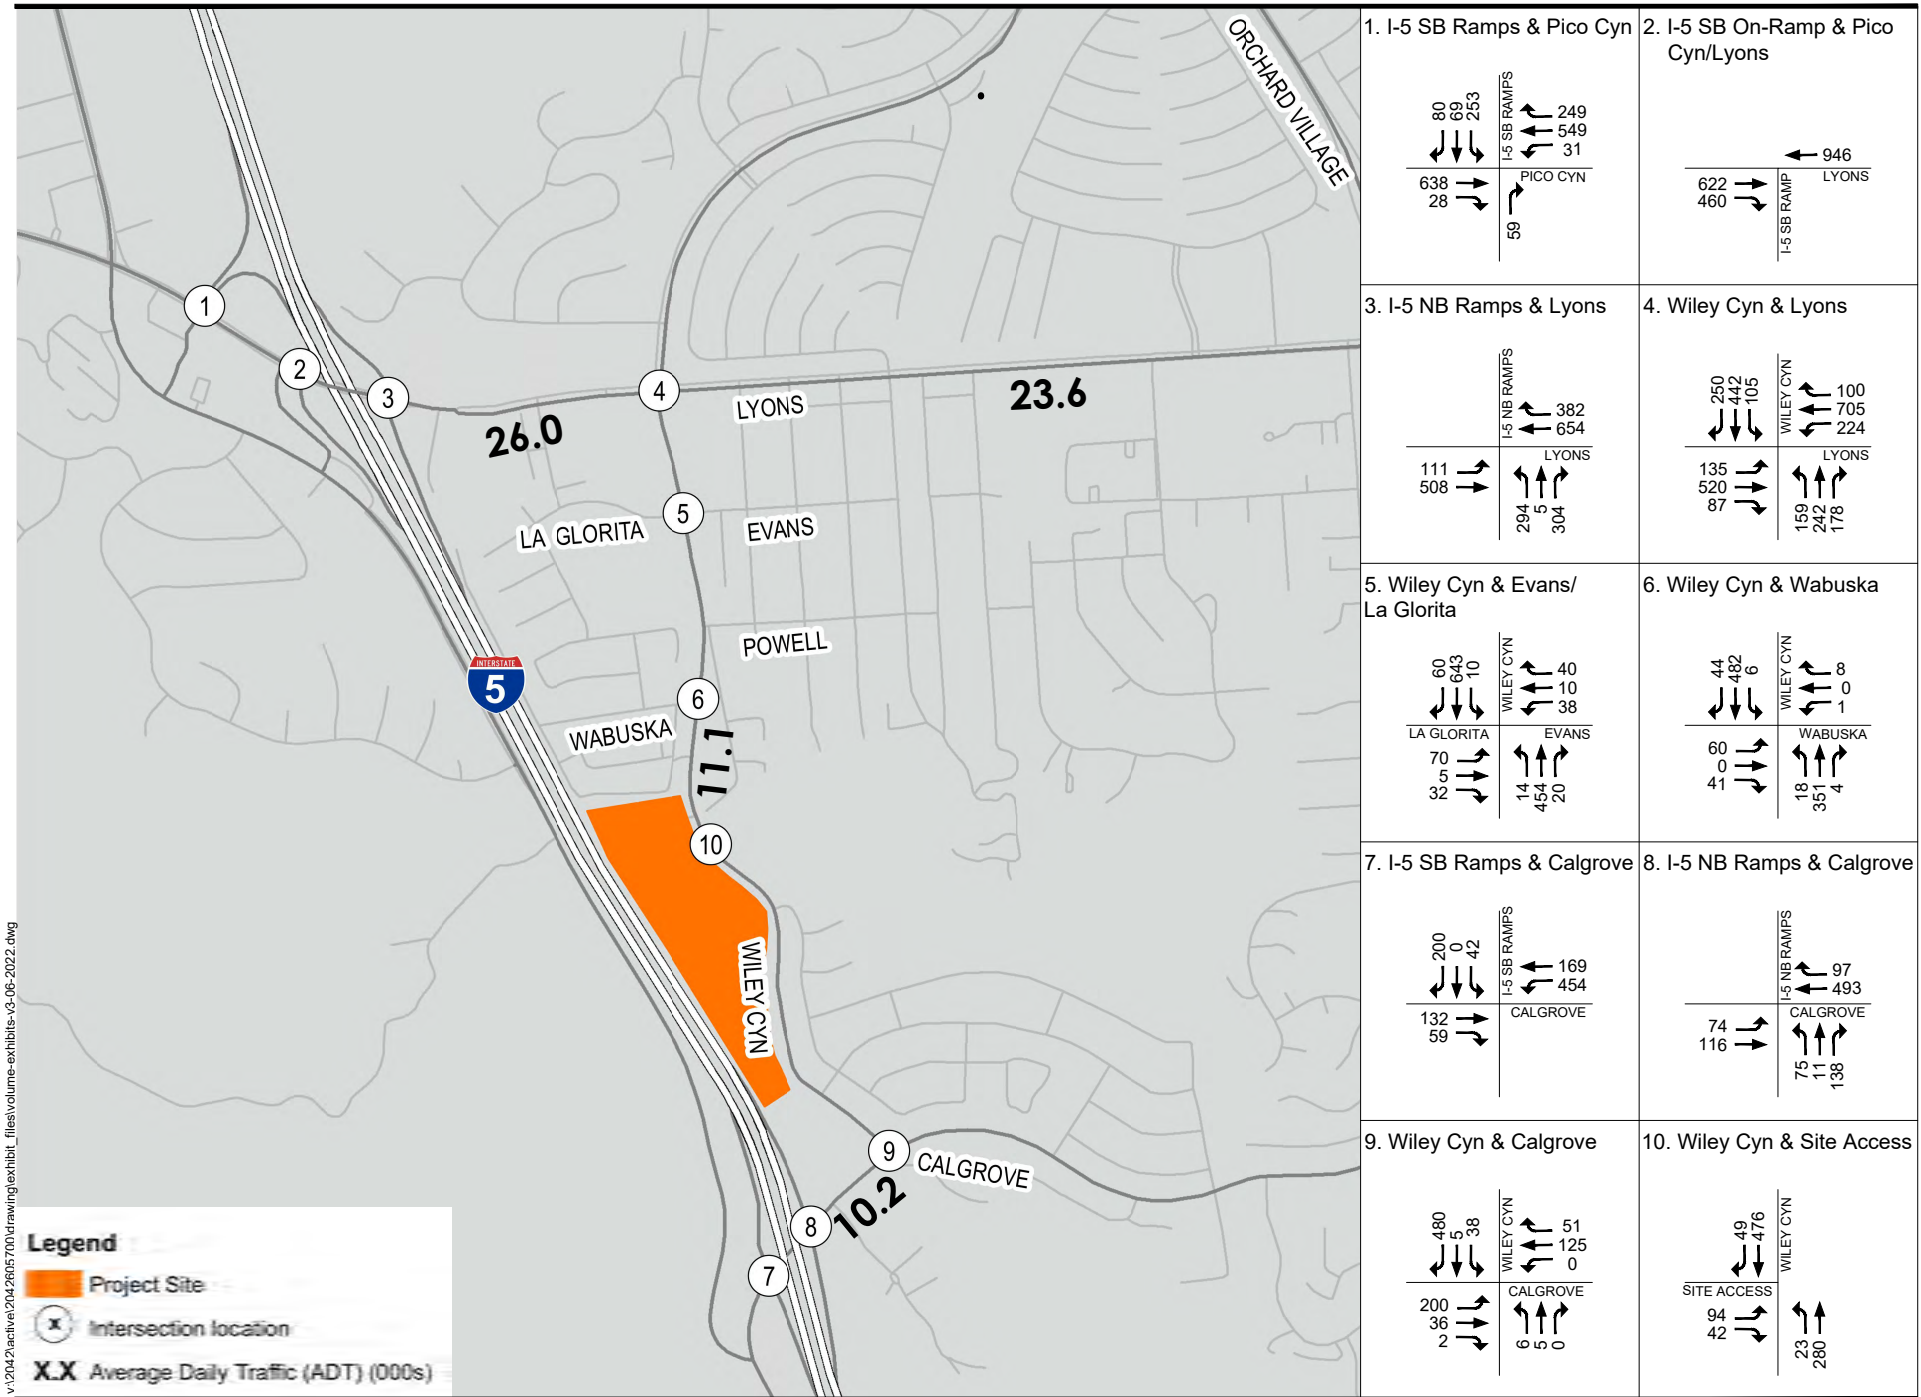 ORCHARD VILLAGE
1
2
3
4
LYONS
23.6
26.0
5
LA GLORITA
EVANS
POWELL
INTERSTATE
5
6
WABUSKA
11.1
10
WILEY CYN
9
CALGROVE
10.2
8
7
Legend
Project Site
x Intersection location
X.X Average Daily Traffic (ADT) (000s)
v:\2042\active\2042605700\drawing\exhibit_files\volume-exhibits-v3-06-2022.dwg
1. I-5 SB Ramps & Pico Cyn
80 69 253
I-5 SB RAMPS
249
549
31
PICO CYN
638
28
59
2. I-5 SB On-Ramp & Pico
Cyn/Lyons
946
LYONS
622
460
I-5 SB RAMP
3. I-5 NB Ramps & Lyons
I-5 NB RAMPS
382
654
LYONS
111
508
294 5 304
4. Wiley Cyn & Lyons
250 442 105
WILEY CYN
100
705
224
LYONS
135
520
87
159 242 178
5. Wiley Cyn & Evans/
La Glorita
60 643 10
WILEY CYN
40
10
38
LA GLORITA
EVANS
70
5
32
14 454 20
6. Wiley Cyn & Wabuska
44 482 6
WILEY CYN
8
0
1
WABUSKA
60
0
41
18 351 4
7. I-5 SB Ramps & Calgrove
200 0 42
I-5 SB RAMPS
169
454
CALGROVE
132
59
8. I-5 NB Ramps & Calgrove
I-5 NB RAMPS
97
493
CALGROVE
74
116
75 11 138
9. Wiley Cyn & Calgrove
480 5 38
WILEY CYN
51
125
0
CALGROVE
200
36
2
6 5 0
10. Wiley Cyn & Site Access
49 476
WILEY CYN
SITE ACCESS
94
42
23 280